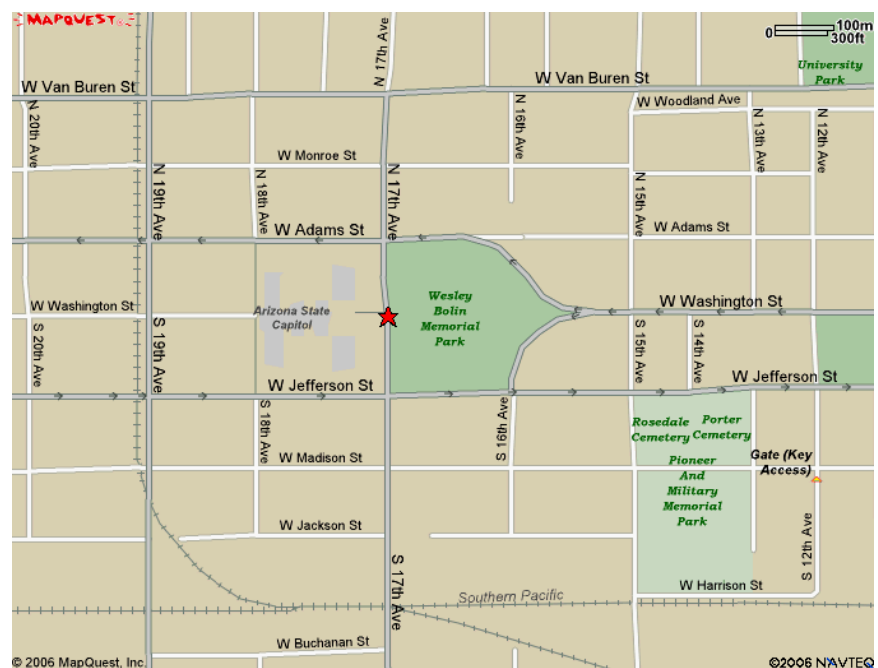 MAPQUEST
0 100m
300ft
N 17th Ave
University
Park
W Van Buren St
W Van Buren St
W Woodland Ave
N 20th Ave
N 16th Ave
N 13th Ave
N 12th Ave
W Monroe St
N 19th Ave
N 18th Ave
N 17th Ave
N 15th Ave
W Adams St
W Adams St
Wesley
Bolin
Memorial
Park
W Washington St
Arizona State
Capitol
W Washington St
S 20th Ave
S 19th Ave
S 15th Ave
S 14th Ave
W Jefferson St
W Jefferson St
S 18th Ave
S 16th Ave
Rosedale
Cemetery
Porter
Cemetery
Gate (Key
Access)
W Madison St
Pioneer
And
Military
Memorial
Park
W Jackson St
S 12th Ave
S 17th Ave
W Harrison St
Southern Pacific
W Buchanan St
© 2006 MapQuest, Inc.
©2006 NAVTEQ